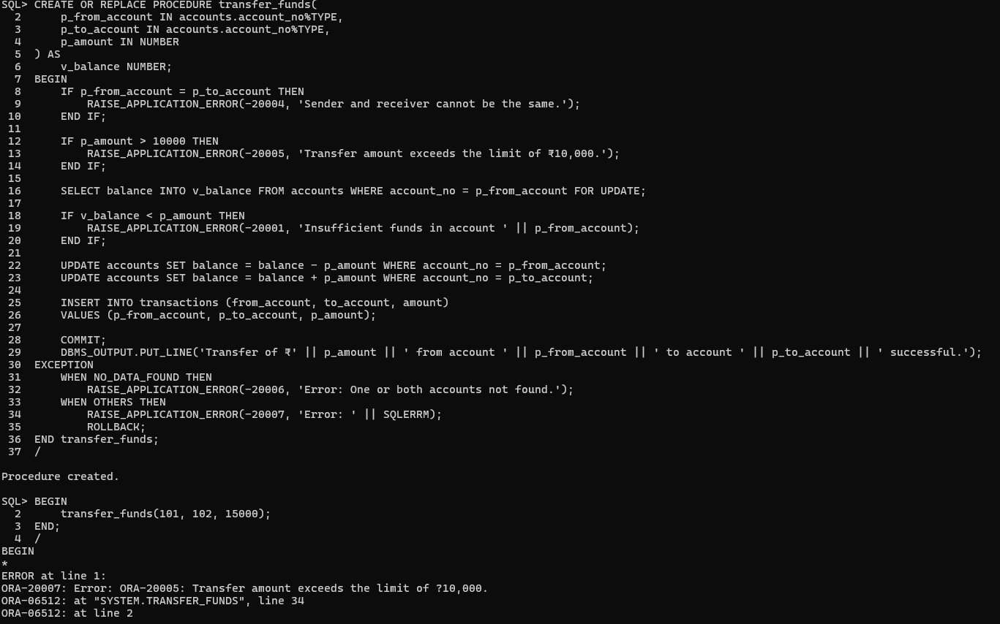 SQL> CREATE OR REPLACE PROCEDURE transfer_funds(
  2      p_from_account IN accounts.account_no%TYPE,
  3      p_to_account IN accounts.account_no%TYPE,
  4      p_amount IN NUMBER
  5  ) AS
  6      v_balance NUMBER;
  7  BEGIN
  8      IF p_from_account = p_to_account THEN
  9          RAISE_APPLICATION_ERROR(-20004, 'Sender and receiver cannot be the same.');
 10      END IF;
 11
 12      IF p_amount > 10000 THEN
 13          RAISE_APPLICATION_ERROR(-20005, 'Transfer amount exceeds the limit of ₹10,000.');
 14      END IF;
 15
 16      SELECT balance INTO v_balance FROM accounts WHERE account_no = p_from_account FOR UPDATE;
 17
 18      IF v_balance < p_amount THEN
 19          RAISE_APPLICATION_ERROR(-20001, 'Insufficient funds in account ' || p_from_account);
 20      END IF;
 21
 22      UPDATE accounts SET balance = balance - p_amount WHERE account_no = p_from_account;
 23      UPDATE accounts SET balance = balance + p_amount WHERE account_no = p_to_account;
 24
 25      INSERT INTO transactions (from_account, to_account, amount)
 26      VALUES (p_from_account, p_to_account, p_amount);
 27
 28      COMMIT;
 29      DBMS_OUTPUT.PUT_LINE('Transfer of ₹' || p_amount || ' from account ' || p_from_account || ' to account ' || p_to_account || ' successful.');
 30  EXCEPTION
 31      WHEN NO_DATA_FOUND THEN
 32          RAISE_APPLICATION_ERROR(-20006, 'Error: One or both accounts not found.');
 33      WHEN OTHERS THEN
 34          RAISE_APPLICATION_ERROR(-20007, 'Error: ' || SQLERRM);
 35          ROLLBACK;
 36  END transfer_funds;
 37  /

Procedure created.

SQL> BEGIN
  2      transfer_funds(101, 102, 15000);
  3  END;
  4  /
BEGIN
*
ERROR at line 1:
ORA-20007: Error: ORA-20005: Transfer amount exceeds the limit of ?10,000.
ORA-06512: at "SYSTEM.TRANSFER_FUNDS", line 34
ORA-06512: at line 2